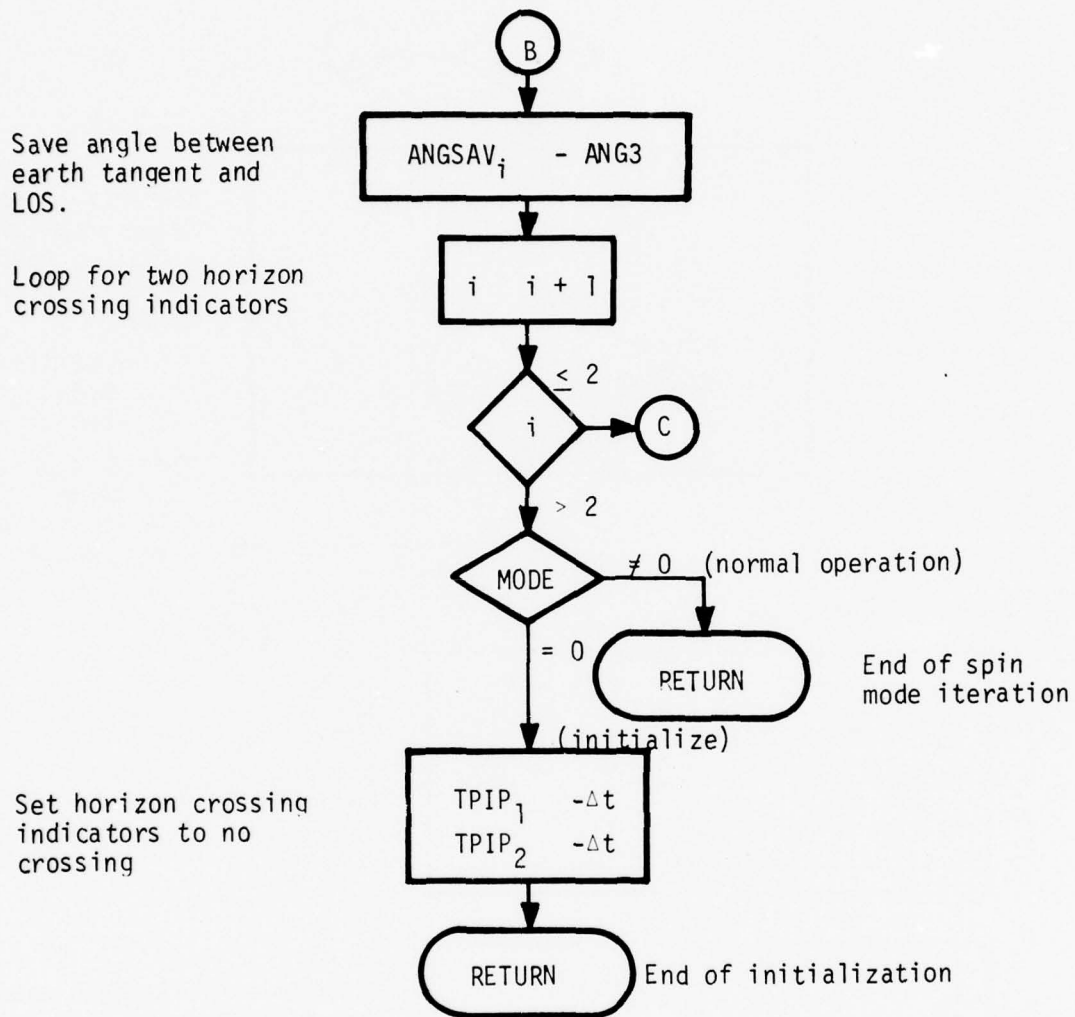 B
Save angle between
earth tangent and
LOS.
ANGSAV_i - ANG3
Loop for two horizon
crossing indicators
i i + 1
≤ 2
i
C
> 2
MODE
≠ 0 (normal operation)
= 0
RETURN
End of spin
mode iteration
(initialize)
Set horizon crossing
indicators to no
crossing
TPIP_1 -Δt
TPIP_2 -Δt
RETURN
End of initialization